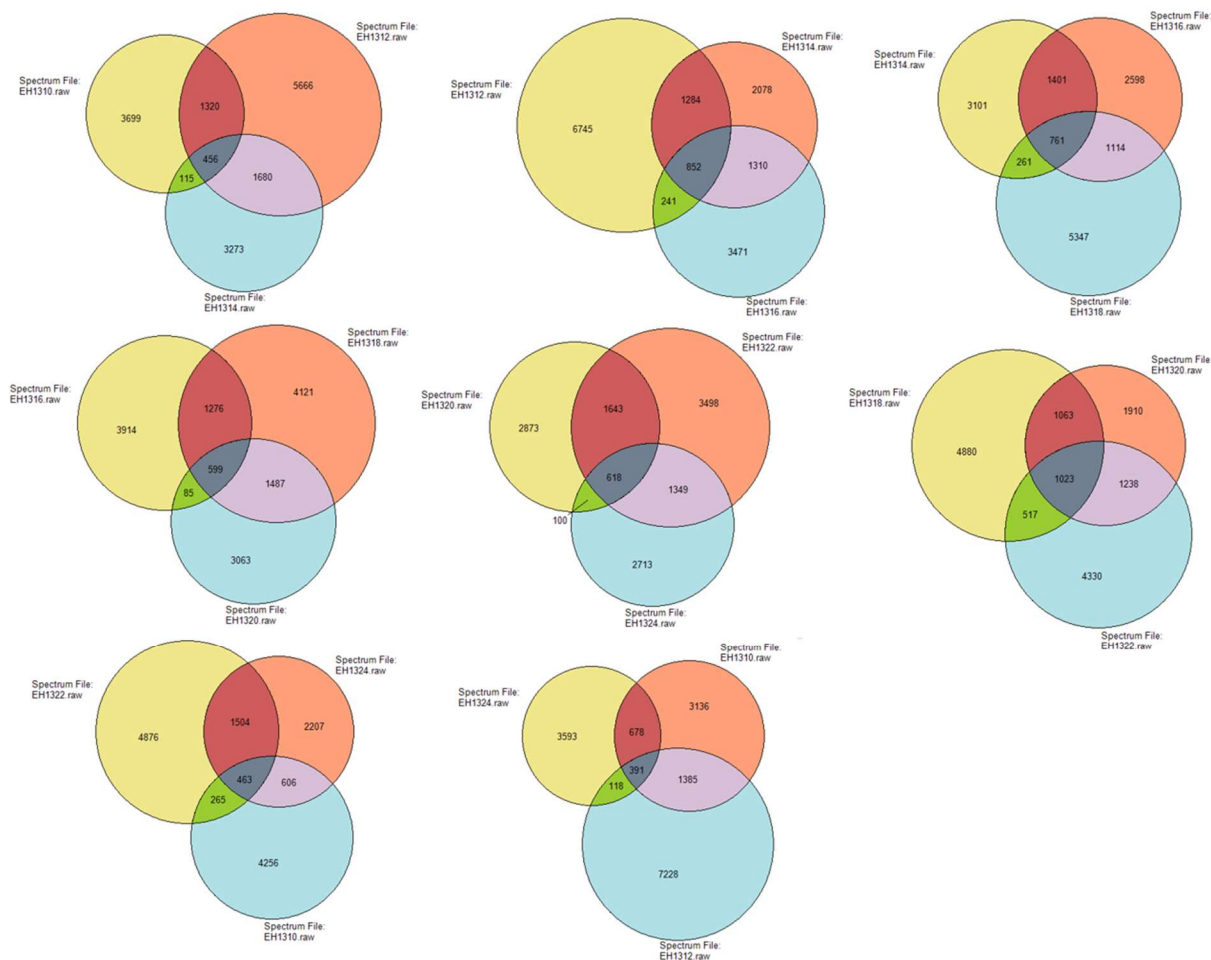 Spectrum File:
EH1312.raw
Spectrum File:
EH1310.raw
5666
1320
3699
456
115
1680
3273
Spectrum File:
EH1314.raw
Spectrum File:
EH1314.raw
Spectrum File:
EH1312.raw
1284
2078
6745
852
1310
241
3471
Spectrum File:
EH1316.raw
Spectrum File:
EH1316.raw
Spectrum File:
EH1314.raw
1401
2598
3101
761
1114
261
5347
Spectrum File:
EH1318.raw
Spectrum File:
EH1318.raw
Spectrum File:
EH1316.raw
4121
1276
3914
599
85
1487
3063
Spectrum File:
EH1320.raw
Spectrum File:
EH1322.raw
Spectrum File:
EH1320.raw
1643
3498
2873
618
1349
100
2713
Spectrum File:
EH1324.raw
Spectrum File
EH1320.raw
Spectrum File:
EH1318.raw
1063
1910
4880
1023
1238
517
4330
Spectrum File:
EH1322.raw
Spectrum File:
EH1324.raw
Spectrum File:
EH1322.raw
1504
2207
4876
463
606
265
4256
Spectrum File:
EH1310.raw
Spectrum File:
EH1310.raw
Spectrum File:
EH1324.raw
3136
678
3593
391
118
1385
7228
Spectrum File:
EH1312.raw